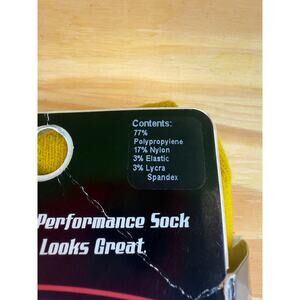 Contents:
77%
Polypropylene
17% Nylon
3% Elastic
3% Lycra
Spandex
Performance Sock
Looks Great